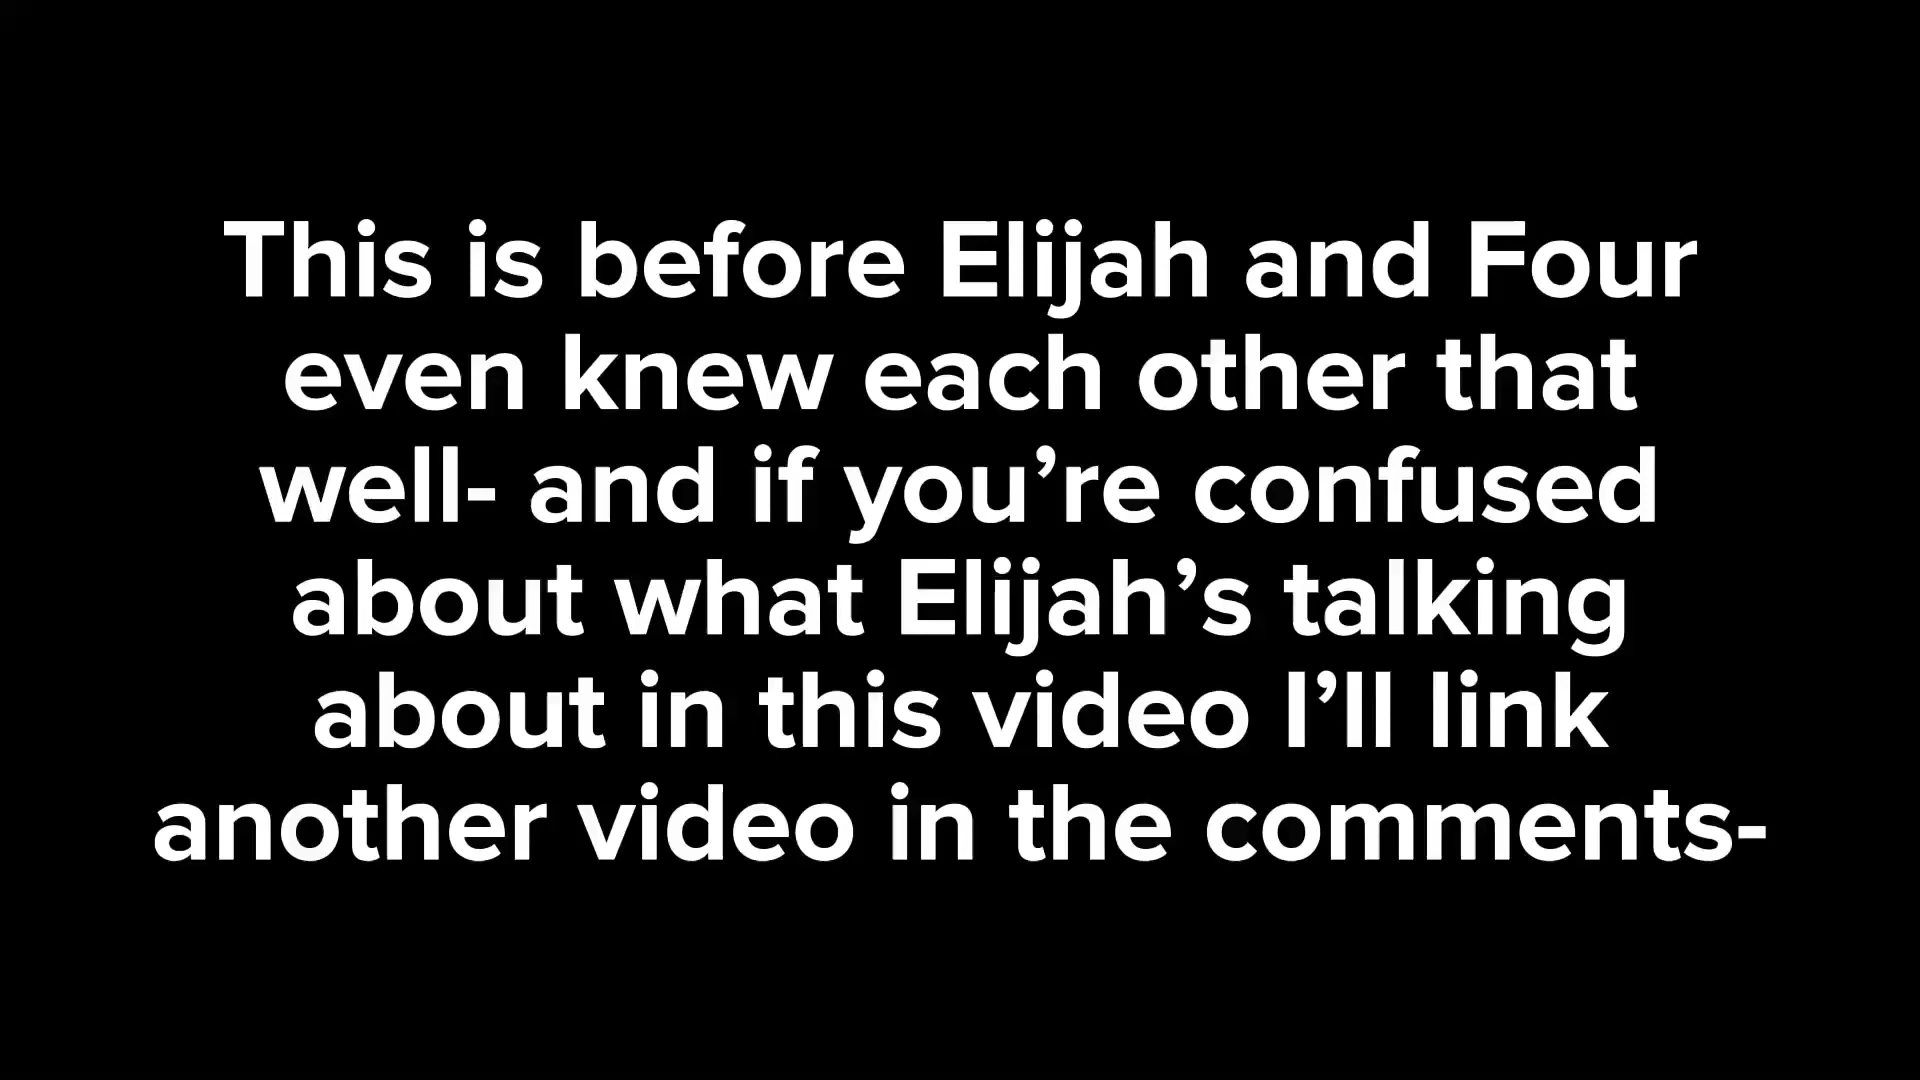 This is before Elijah and Four
even knew each other that
well- and if you’re confused
about what Elijah’s talking
about in this video I’ll link
another video in the comments-